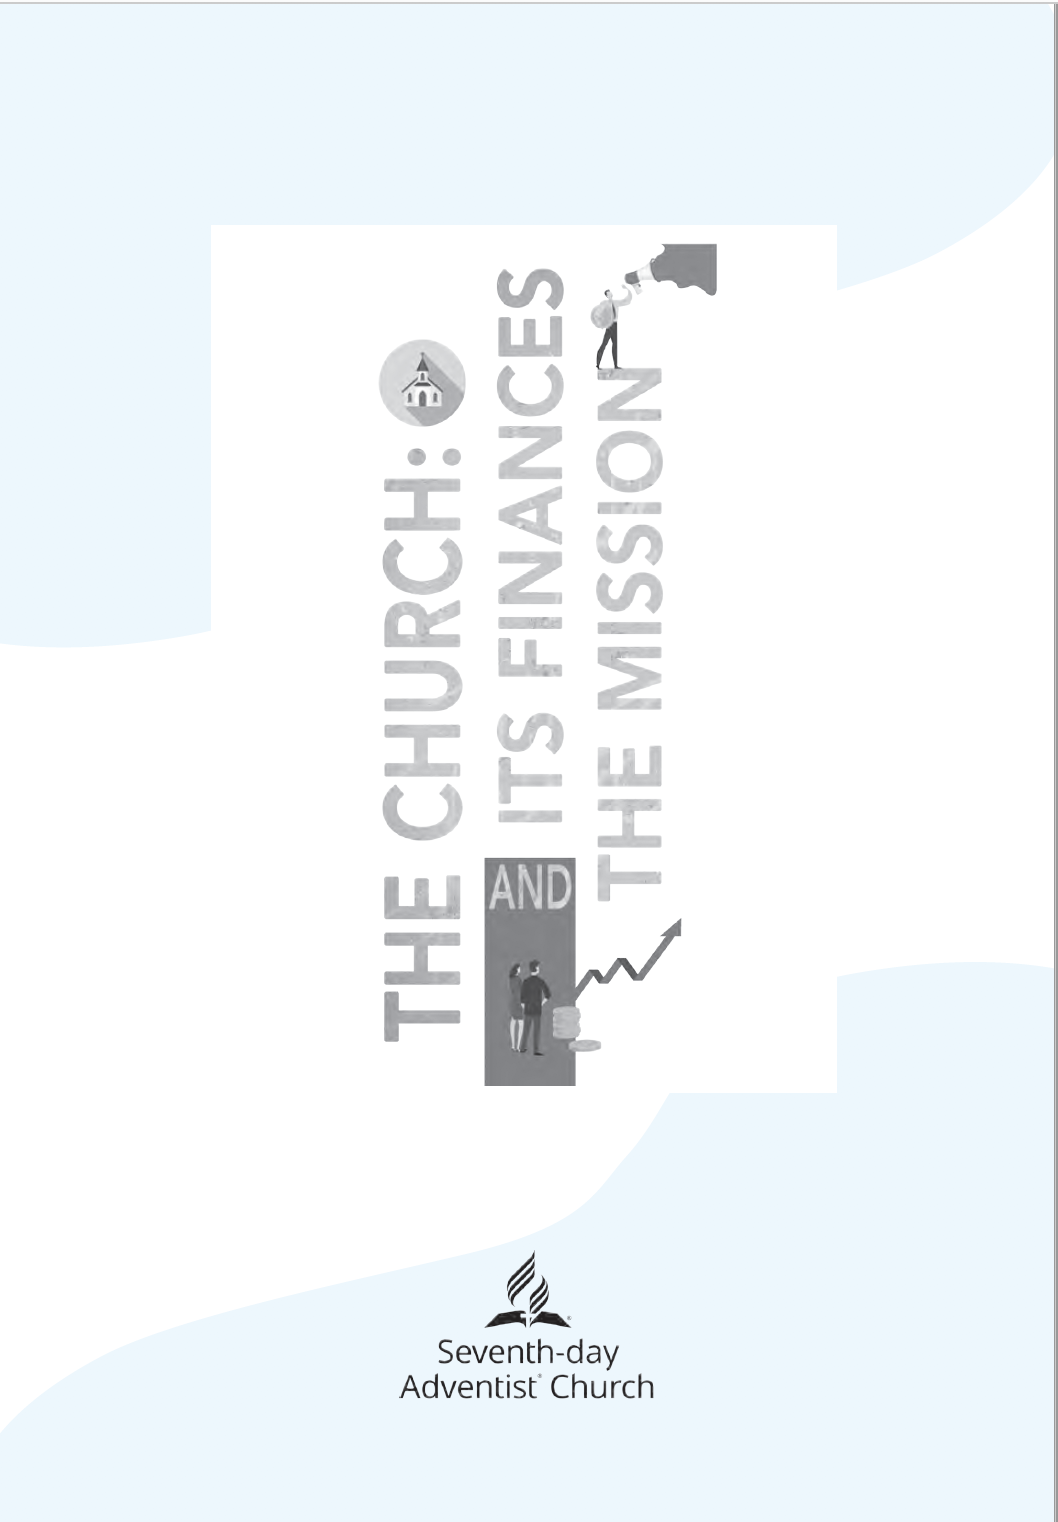 THE CHURCH:
ITS FINANCES
AND
THE MISSION
Seventh-day
Adventist® Church